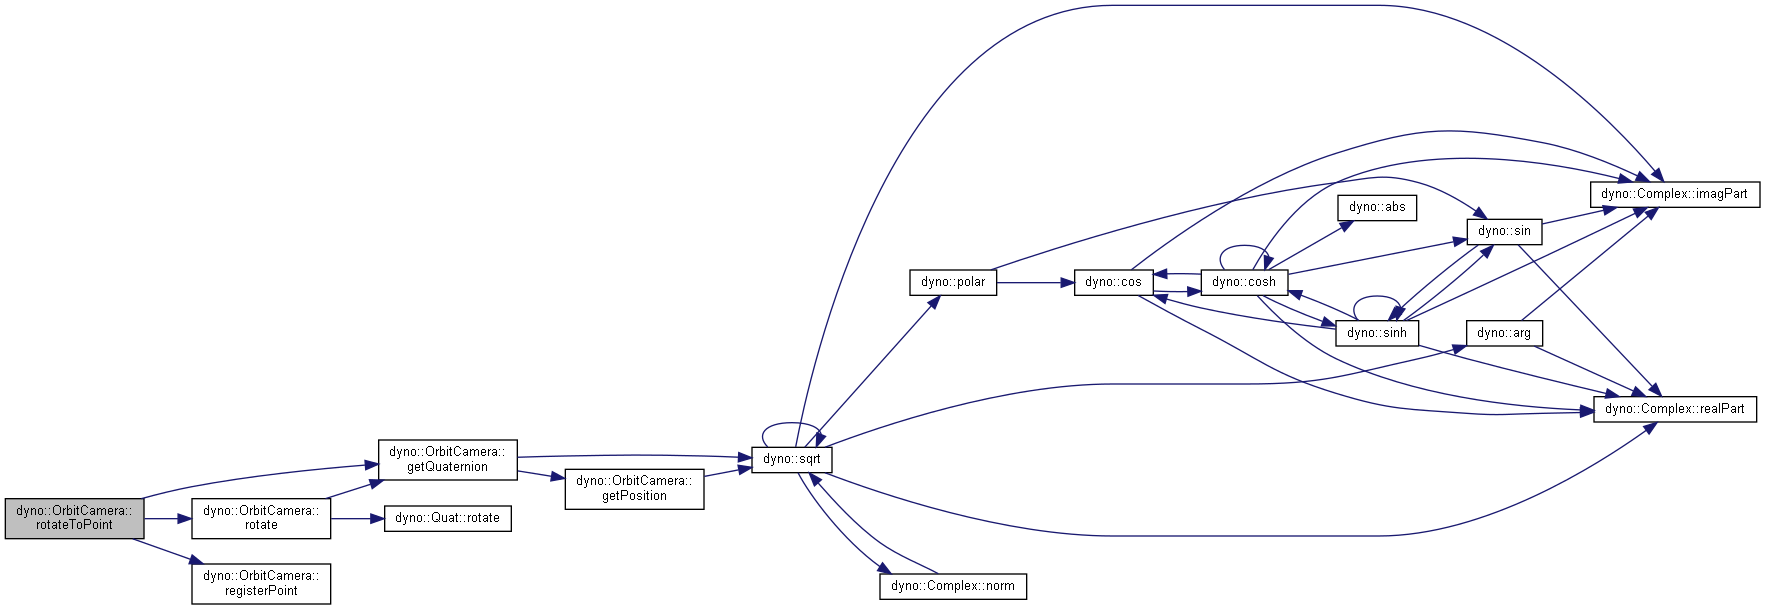 dyno::OrbitCamera::
rotateToPoint
dyno::OrbitCamera::
getQuaternion
dyno::OrbitCamera::
rotate
dyno::OrbitCamera::
registerPoint
dyno::Quat::rotate
dyno::OrbitCamera::
getPosition
dyno::sqrt
dyno::polar
dyno::Complex::norm
dyno::cos
dyno::cosh
dyno::abs
dyno::sinh
dyno::sin
dyno::arg
dyno::Complex::imagPart
dyno::Complex::realPart